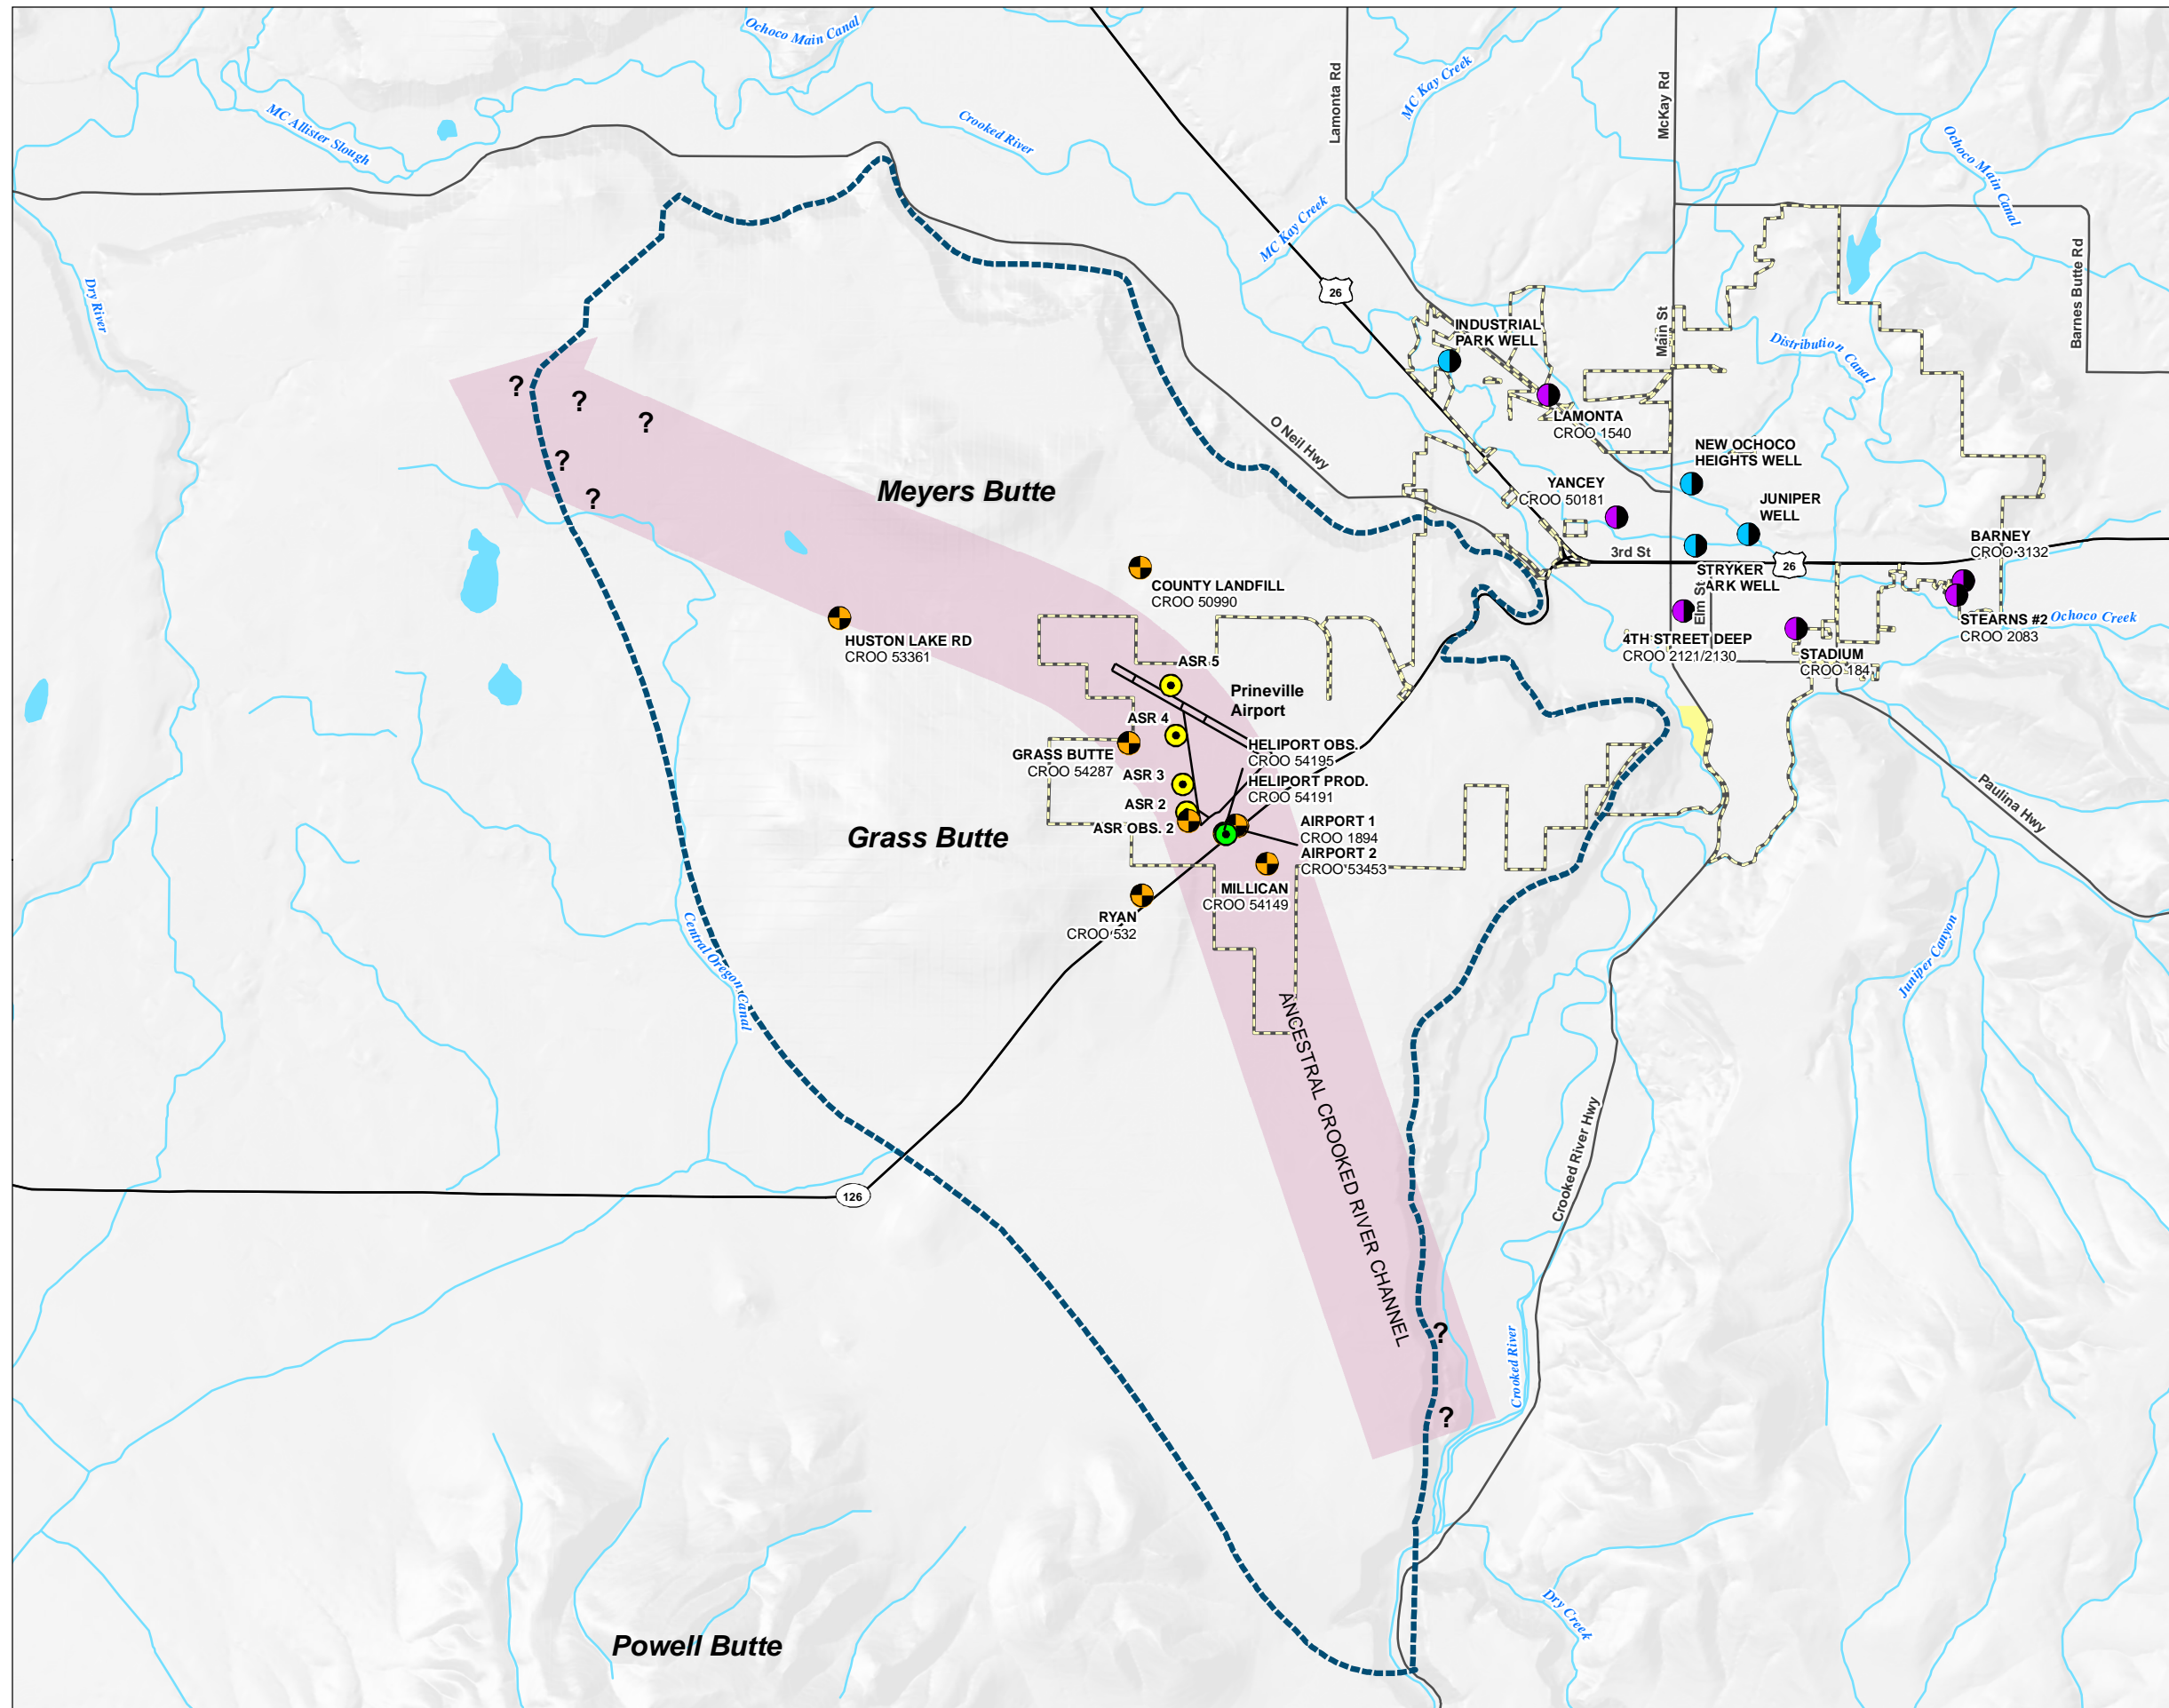 Ochoco Main Canal
MC Allister Slough
Crooked River
Lamonta Rd
MC Kay Creek
McKay Rd
Ochoco Main Canal
MC Kay Creek
Dry River
26
Barnes Butte Rd
INDUSTRIAL
PARK WELL
Main St
Distribution Canal
LAMONTA
CROO 1540
O Neil Hwy
NEW OCHOCO
HEIGHTS WELL
?
?
?
?
?
Meyers Butte
YANCEY
CROO 50181
JUNIPER
WELL
BARNEY
CROO 3132
3rd St
26
STRYKER
PARK WELL
Elm St
COUNTY LANDFILL
CROO 50990
HUSTON LAKE RD
CROO 53361
4TH STREET DEEP
CROO 2121/2130
STADIUM
CROO 184
STEARNS #2
CROO 2083
Ochoco Creek
ASR 5
Prineville
Airport
ASR 4
GRASS BUTTE
CROO 54287
HELIPORT OBS.
CROO 54195
ASR 3
HELIPORT PROD.
CROO 54191
ASR 2
ASR OBS. 2
AIRPORT 1
CROO 1894
AIRPORT 2
CROO 53453
Grass Butte
MILLICAN
CROO 54149
RYAN
CROO 532
Paulina Hwy
Central Oregon Canal
Juniper Canyon
ANCESTRAL CROOKED RIVER CHANNEL
Crooked River Hwy
126
?
?
Crooked River
Dry Creek
Powell Butte